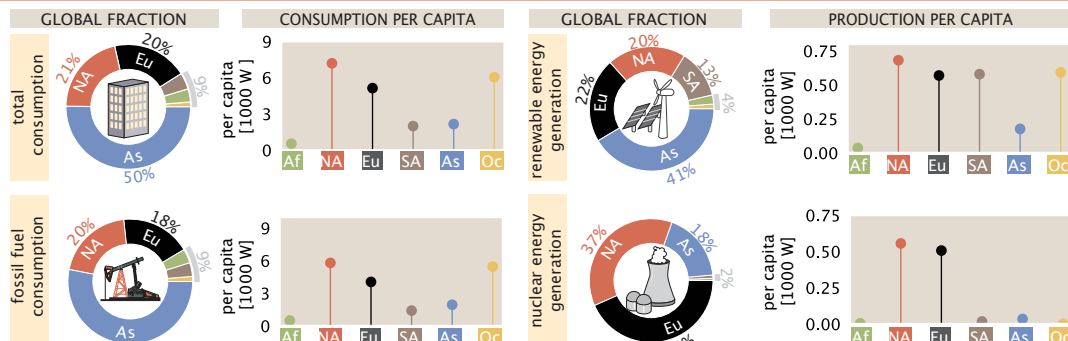 GLOBAL FRACTION
CONSUMPTION PER CAPITA
GLOBAL FRACTION
PRODUCTION PER CAPITA
total
consumption
21%
20%
9%
50%
NA
Eu
As
per capita
[1000 W]
9
6
3
0
Af NA Eu SA As Oc
renewable energy
generation
22%
20%
13%
4%
41%
Eu
NA
SA
As
per capita
[1000 W]
0.75
0.50
0.25
0.00
Af NA Eu SA As Oc
fossil fuel
consumption
20%
18%
9%
NA
Eu
As
per capita
[1000 W]
9
6
3
0
Af NA Eu SA As Oc
nuclear energy
generation
37%
18%
2%
NA
As
Eu
per capita
[1000 W]
0.75
0.50
0.25
0.00
Af NA Eu SA As Oc